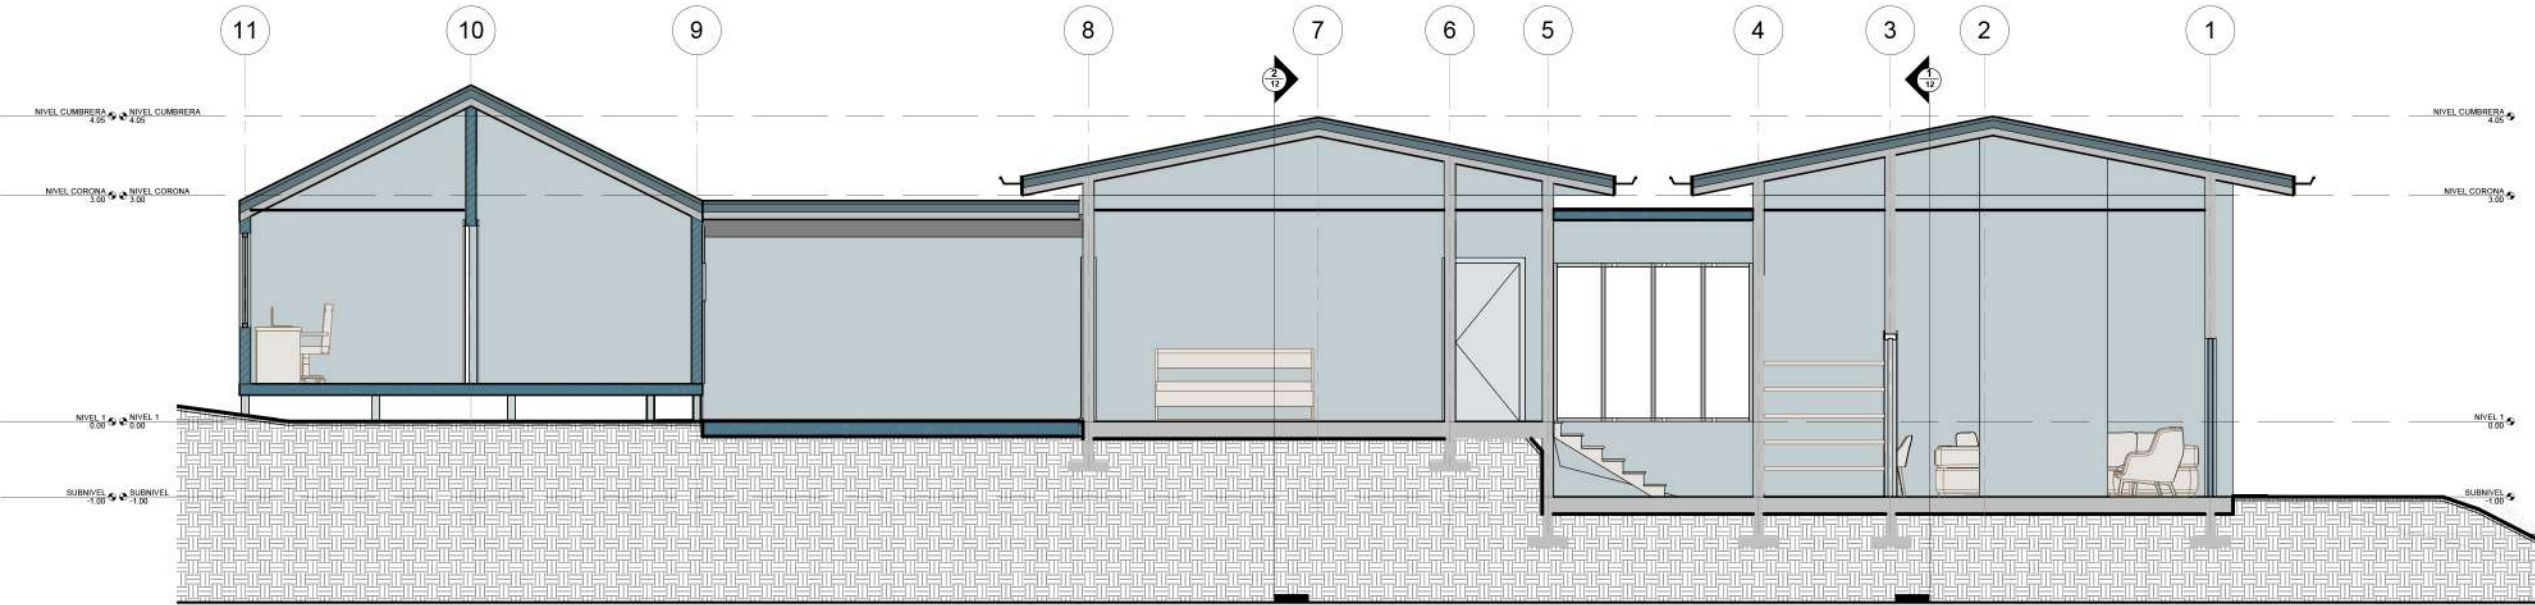 11 10 9 8 7 6 5 4 3 2 1
2
12
1
12
NIVEL CUMBRERA NIVEL CUMBRERA NIVEL CUMBRERA
4.05 4.05 4.05
NIVEL CORONA NIVEL CORONA NIVEL CORONA
3.00 3.00 3.00
NIVEL 1 NIVEL 1 NIVEL 1
0.00 0.00 0.00
SUBNIVEL SUBNIVEL SUBNIVEL
-1.00 -1.00 -1.00